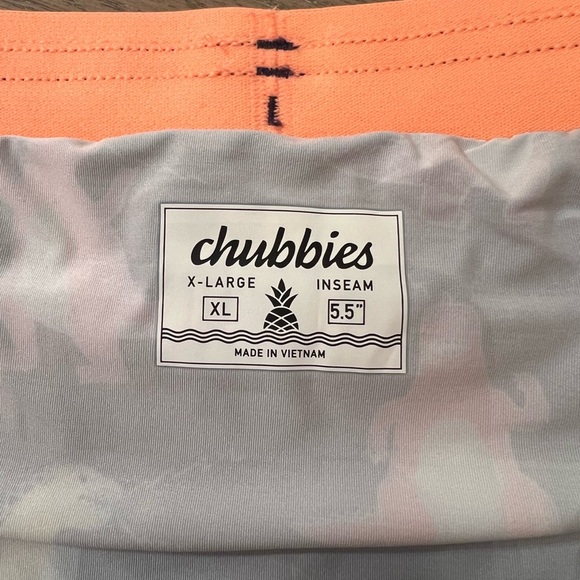 chubbies
X-LARGE INSEAM
XL 5.5"
MADE IN VIETNAM